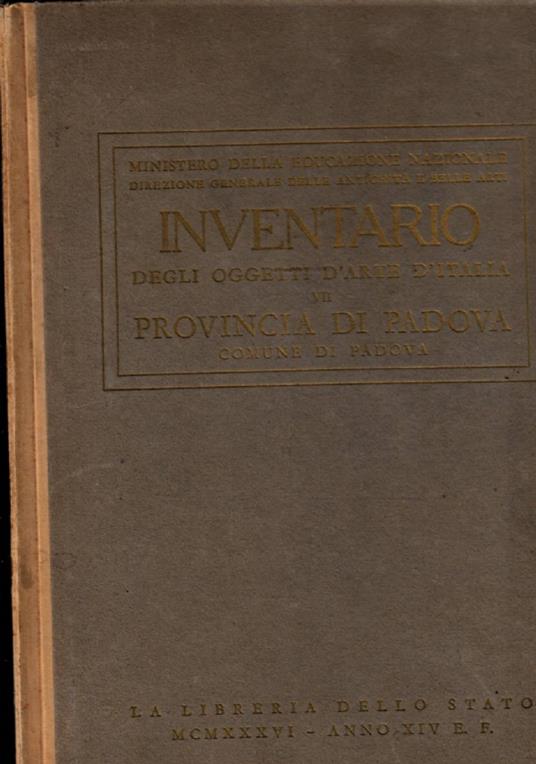 MINISTERO DELLA EDUCAZIONE NAZIONALE
DIREZIONE GENERALE DELLE ANTICHITÀ E BELLE ARTI
INVENTARIO
DEGLI OGGETTI D'ARTE D'ITALIA
VII
PROVINCIA DI PADOVA
COMUNE DI PADOVA
LA LIBRERIA DELLO STATO
MCMXXXVI - ANNO XIV E. F.